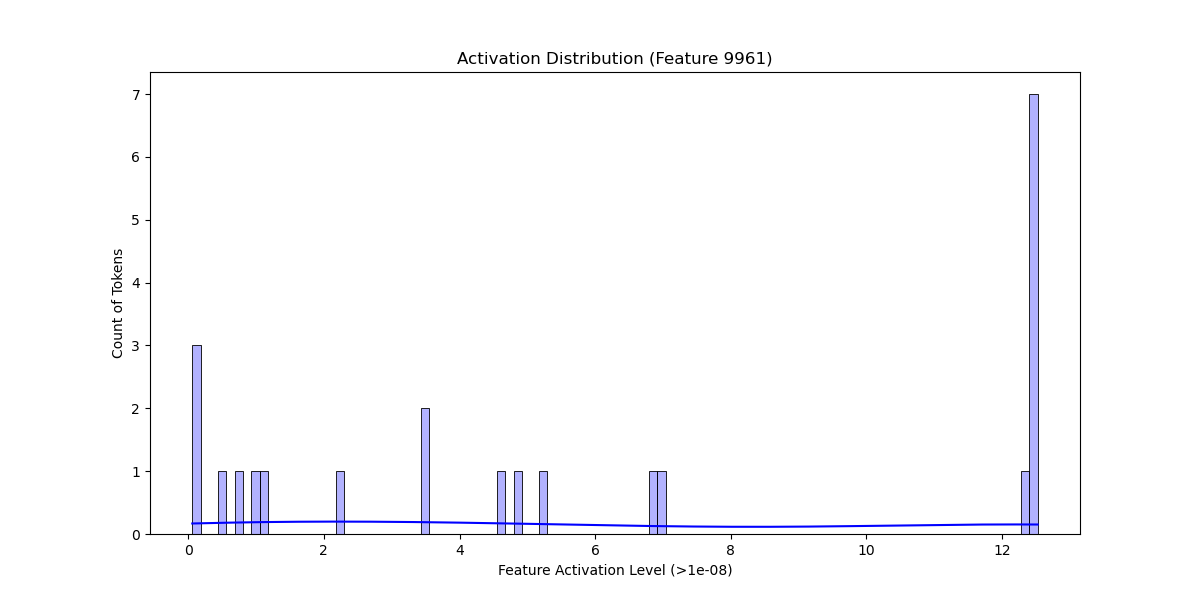 Activation Distribution (Feature 9961)
7
6
5
4
3
2
1
0
Count of Tokens
0 2 4 6 8 10 12
Feature Activation Level (>1e-08)